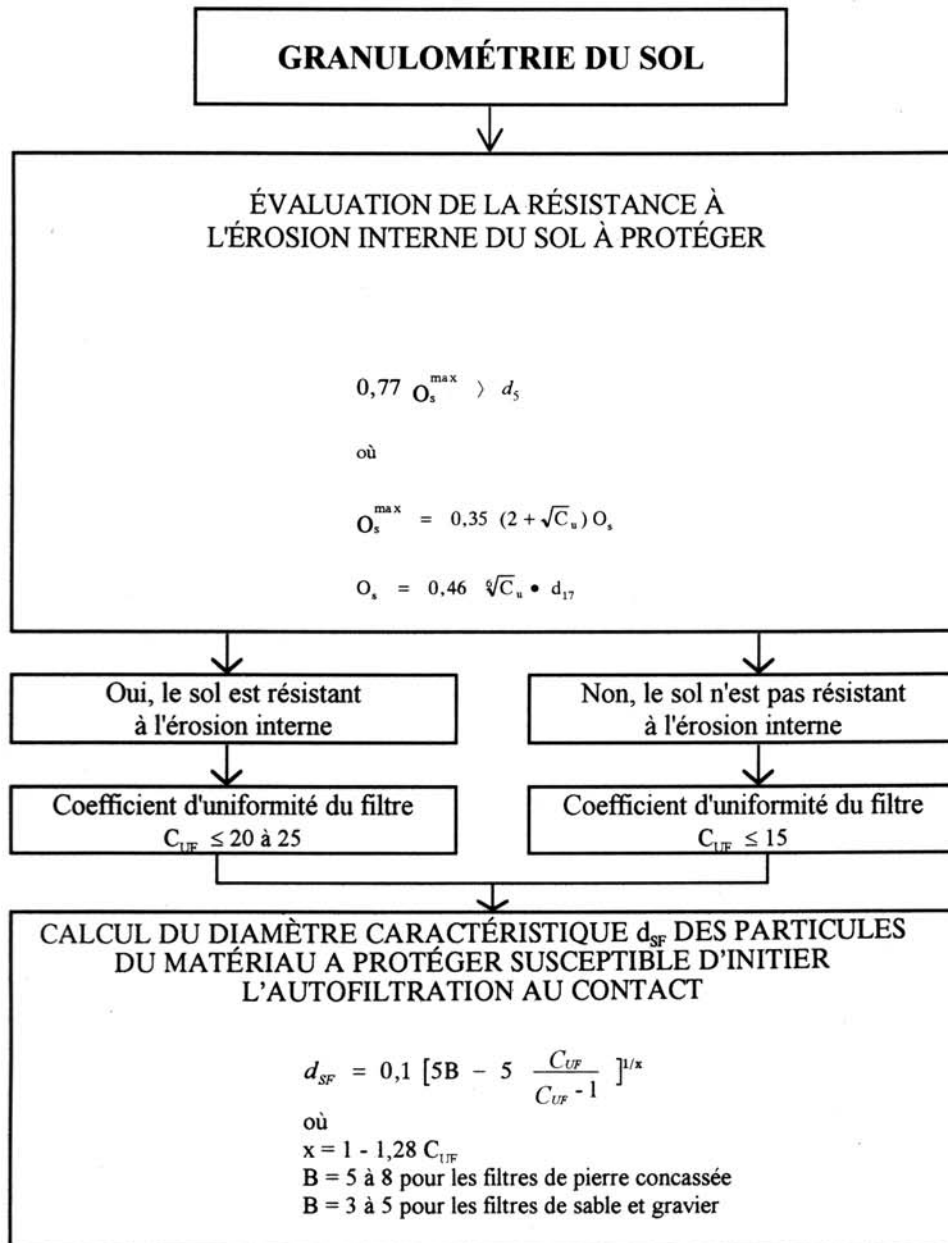 GRANULOMÉTRIE DU SOL
ÉVALUATION DE LA RÉSISTANCE À
L'ÉROSION INTERNE DU SOL À PROTÉGER
0,77 O_s^max 〉 d_5
où
O_s^max = 0,35 (2 + √C_u) O_s
O_s = 0,46 ⁶√C_u • d_17
Oui, le sol est résistant
à l'érosion interne
Non, le sol n'est pas résistant
à l'érosion interne
Coefficient d'uniformité du filtre
C_UF ≤ 20 à 25
Coefficient d'uniformité du filtre
C_UF ≤ 15
CALCUL DU DIAMÈTRE CARACTÉRISTIQUE d_SF DES PARTICULES
DU MATÉRIAU A PROTÉGER SUSCEPTIBLE D'INITIER
L'AUTOFILTRATION AU CONTACT
d_SF = 0,1 [5B - 5 C_UF / (C_UF - 1) ]^1/x
où
x = 1 - 1,28 C_UF
B = 5 à 8 pour les filtres de pierre concassée
B = 3 à 5 pour les filtres de sable et gravier